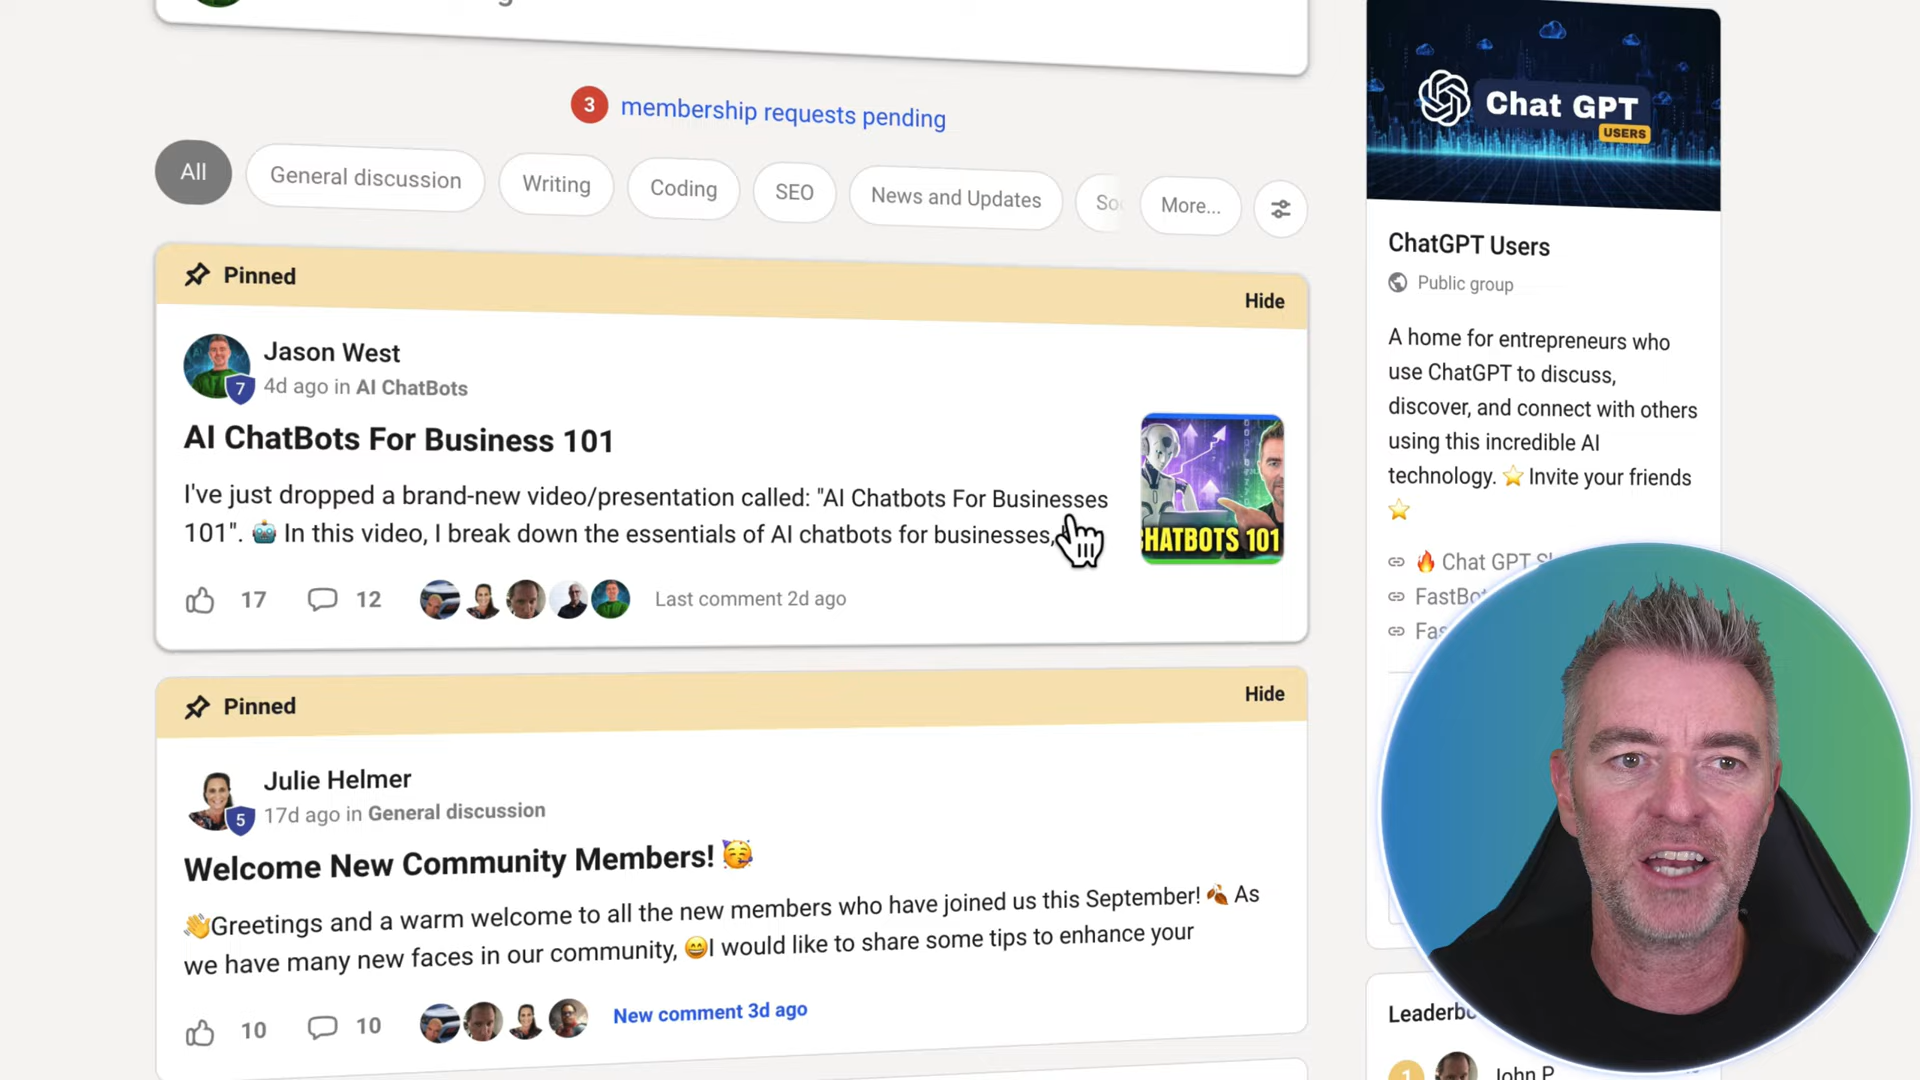 3 membership requests pending
All
General discussion
Writing
Coding
SEO
News and Updates
More...
Pinned
Hide
Jason West
7
4d ago in AI ChatBots
AI ChatBots For Business 101
I've just dropped a brand-new video/presentation called: "AI Chatbots For Businesses
101". 🤖 In this video, I break down the essentials of AI chatbots for businesses,
HATBOTS 101
17
12
Last comment 2d ago
Pinned
Hide
Julie Helmer
5
17d ago in General discussion
Welcome New Community Members! 🥳
👋Greetings and a warm welcome to all the new members who have joined us this September! 🍂 As
we have many new faces in our community, 😄I would like to share some tips to enhance your
10
10
New comment 3d ago
Chat GPT
USERS
ChatGPT Users
Public group
A home for entrepreneurs who
use ChatGPT to discuss,
discover, and connect with others
using this incredible AI
technology. ⭐ Invite your friends
⭐
🔥 Chat GPT
FastBo
Fas
Leaderbo
1
John P